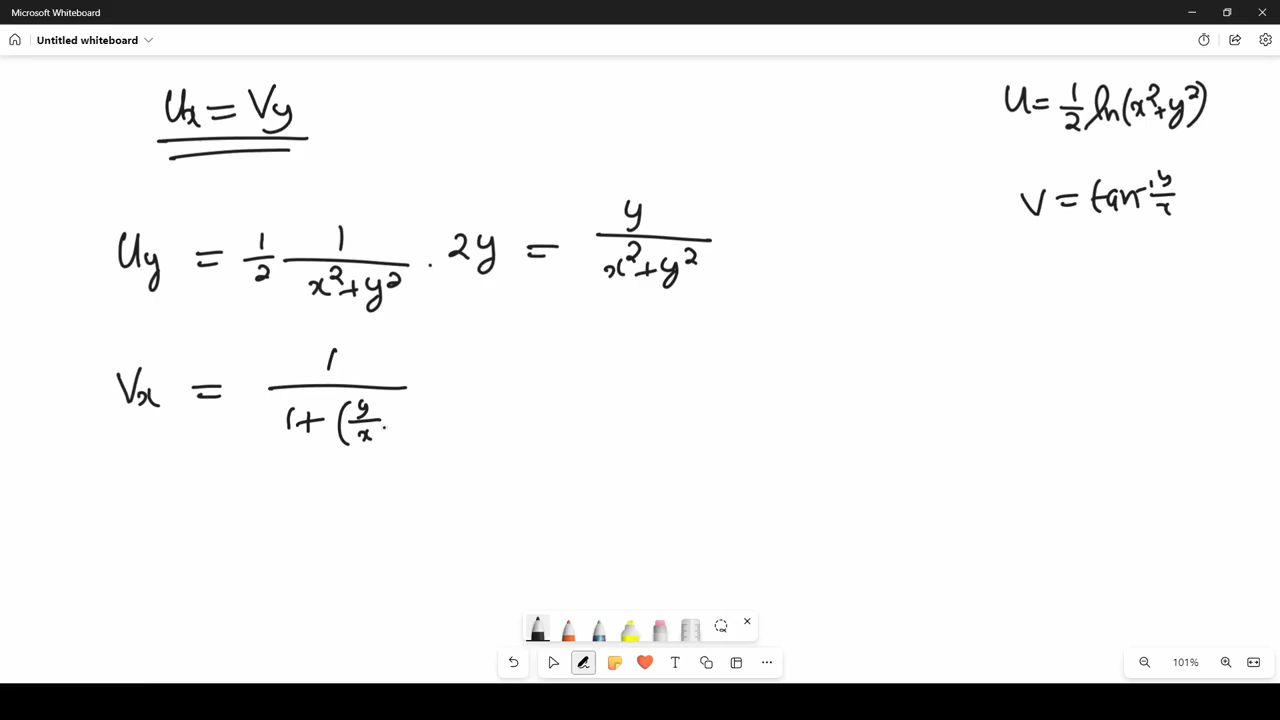 Microsoft Whiteboard
Untitled whiteboard
Ux = Vy
U = 1/2 ln(x²+y²)
V = tan⁻¹ y/x
Uy = 1/2 1/(x²+y²) . 2y = y/(x²+y²)
Vx = 1/(1+(y/x
101%